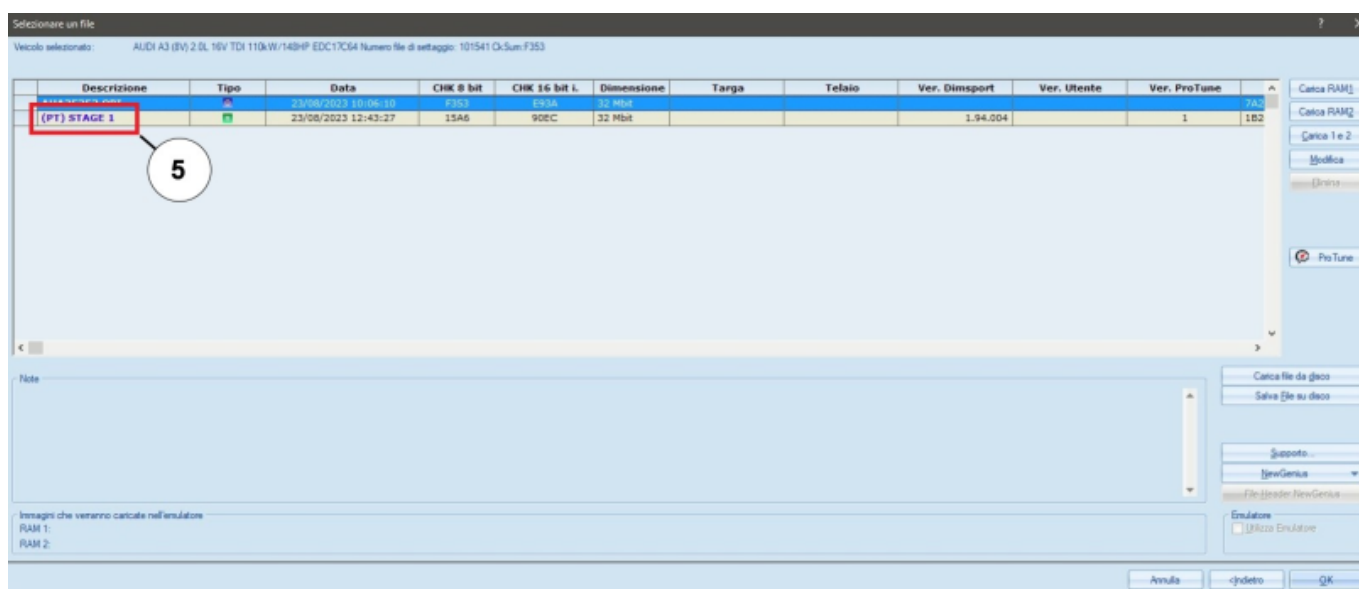 Selezionare un file
?
Veicolo selezionato: AUDI A3 (8V) 2.0L 16V TDI 110kW/148HP EDC17C64 Numero file di settaggio: 101541 CkSum:F353
Descrizione Tipo Data CHK 8 bit CHK 16 bit i. Dimensione Targa Telaio Ver. Dimsport Ver. Utente Ver. ProTune
23/08/2023 10:06:10 F353 E93A 32 Mbit 7A2
(PT) STAGE 1 23/08/2023 12:43:27 15A6 90EC 32 Mbit 1.94.004 1 1B2
5
Carica RAM1
Carica RAM2
Carica 1 e 2
Modifica
Elimina
ProTune
Note
Carica file da disco
Salva File su disco
Supporto...
NewGenius
File Header NewGenius
Immagini che verranno caricate nell'emulatore
RAM 1:
RAM 2:
Emulatore
Utilizza Emulatore
Annulla <Indietro OK